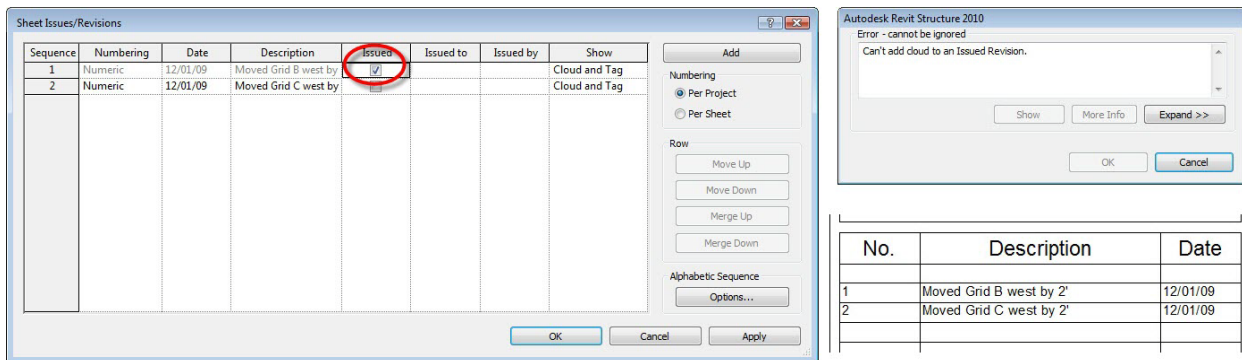 Sheet Issues/Revisions
Sequence Numbering Date Description Issued Issued to Issued by Show
1 Numeric 12/01/09 Moved Grid B west by Cloud and Tag
2 Numeric 12/01/09 Moved Grid C west by Cloud and Tag
Add
Numbering
Per Project
Per Sheet
Row
Move Up
Move Down
Merge Up
Merge Down
Alphabetic Sequence
Options...
OK Cancel Apply
Autodesk Revit Structure 2010
Error - cannot be ignored
Can't add cloud to an Issued Revision.
Show More Info Expand >>
OK Cancel
No. Description Date
1 Moved Grid B west by 2' 12/01/09
2 Moved Grid C west by 2' 12/01/09